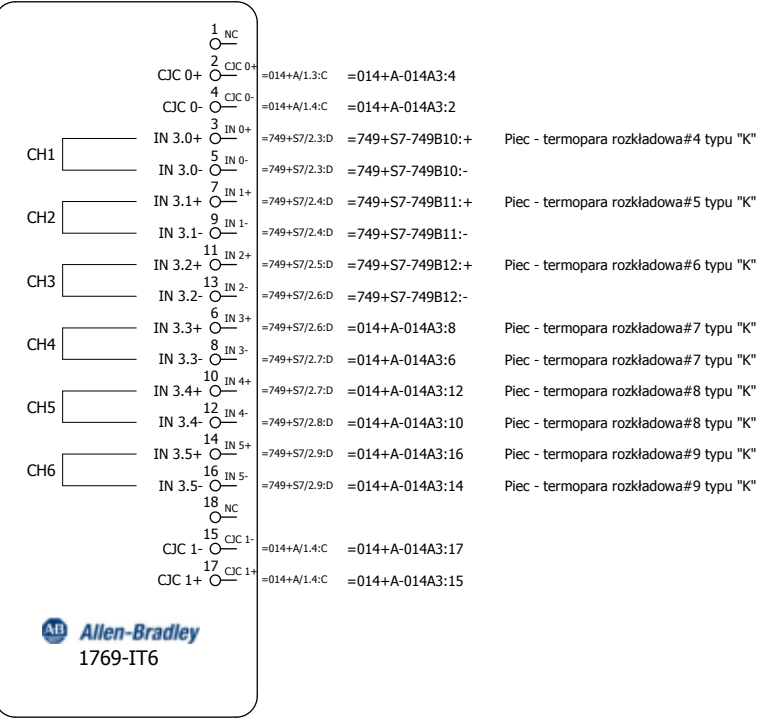 1 NC
CJC 0+ 2 CJC 0+ =014+A/1.3:C =014+A-014A3:4
CJC 0- 4 CJC 0- =014+A/1.4:C =014+A-014A3:2
CH1
IN 3.0+ 3 IN 0+ =749+S7/2.3:D =749+S7-749B10:+ Piec - termopara rozkładowa#4 typu "K"
IN 3.0- 5 IN 0- =749+S7/2.3:D =749+S7-749B10:-
CH2
IN 3.1+ 7 IN 1+ =749+S7/2.4:D =749+S7-749B11:+ Piec - termopara rozkładowa#5 typu "K"
IN 3.1- 9 IN 1- =749+S7/2.4:D =749+S7-749B11:-
CH3
IN 3.2+ 11 IN 2+ =749+S7/2.5:D =749+S7-749B12:+ Piec - termopara rozkładowa#6 typu "K"
IN 3.2- 13 IN 2- =749+S7/2.6:D =749+S7-749B12:-
CH4
IN 3.3+ 6 IN 3+ =749+S7/2.6:D =014+A-014A3:8 Piec - termopara rozkładowa#7 typu "K"
IN 3.3- 8 IN 3- =749+S7/2.7:D =014+A-014A3:6 Piec - termopara rozkładowa#7 typu "K"
CH5
IN 3.4+ 10 IN 4+ =749+S7/2.7:D =014+A-014A3:12 Piec - termopara rozkładowa#8 typu "K"
IN 3.4- 12 IN 4- =749+S7/2.8:D =014+A-014A3:10 Piec - termopara rozkładowa#8 typu "K"
CH6
IN 3.5+ 14 IN 5+ =749+S7/2.9:D =014+A-014A3:16 Piec - termopara rozkładowa#9 typu "K"
IN 3.5- 16 IN 5- =749+S7/2.9:D =014+A-014A3:14 Piec - termopara rozkładowa#9 typu "K"
18 NC
CJC 1- 15 CJC 1- =014+A/1.4:C =014+A-014A3:17
CJC 1+ 17 CJC 1+ =014+A/1.4:C =014+A-014A3:15
AB Allen-Bradley
1769-IT6